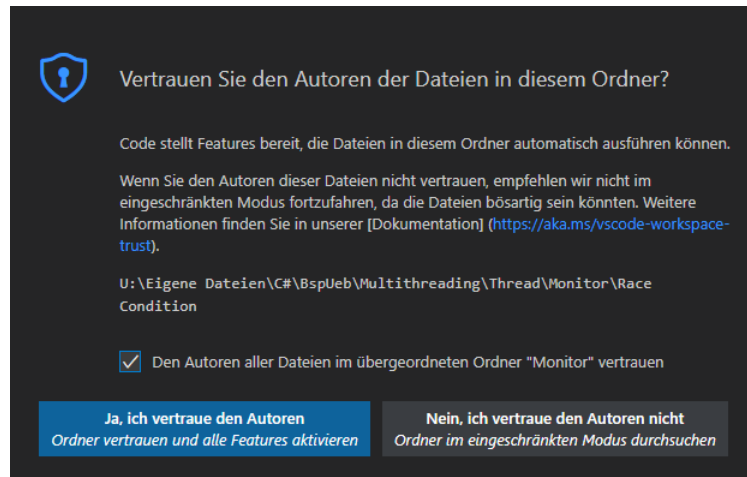 Vertrauen Sie den Autoren der Dateien in diesem Ordner?
Code stellt Features bereit, die Dateien in diesem Ordner automatisch ausführen können.
Wenn Sie den Autoren dieser Dateien nicht vertrauen, empfehlen wir nicht im
eingeschränkten Modus fortzufahren, da die Dateien bösartig sein könnten. Weitere
Informationen finden Sie in unserer [Dokumentation] (https://aka.ms/vscode-workspace-
trust).
U:\Eigene Dateien\C#\BspUeb\Multithreading\Thread\Monitor\Race
Condition
Den Autoren aller Dateien im übergeordneten Ordner "Monitor" vertrauen
Ja, ich vertraue den Autoren
Ordner vertrauen und alle Features aktivieren
Nein, ich vertraue den Autoren nicht
Ordner im eingeschränkten Modus durchsuchen